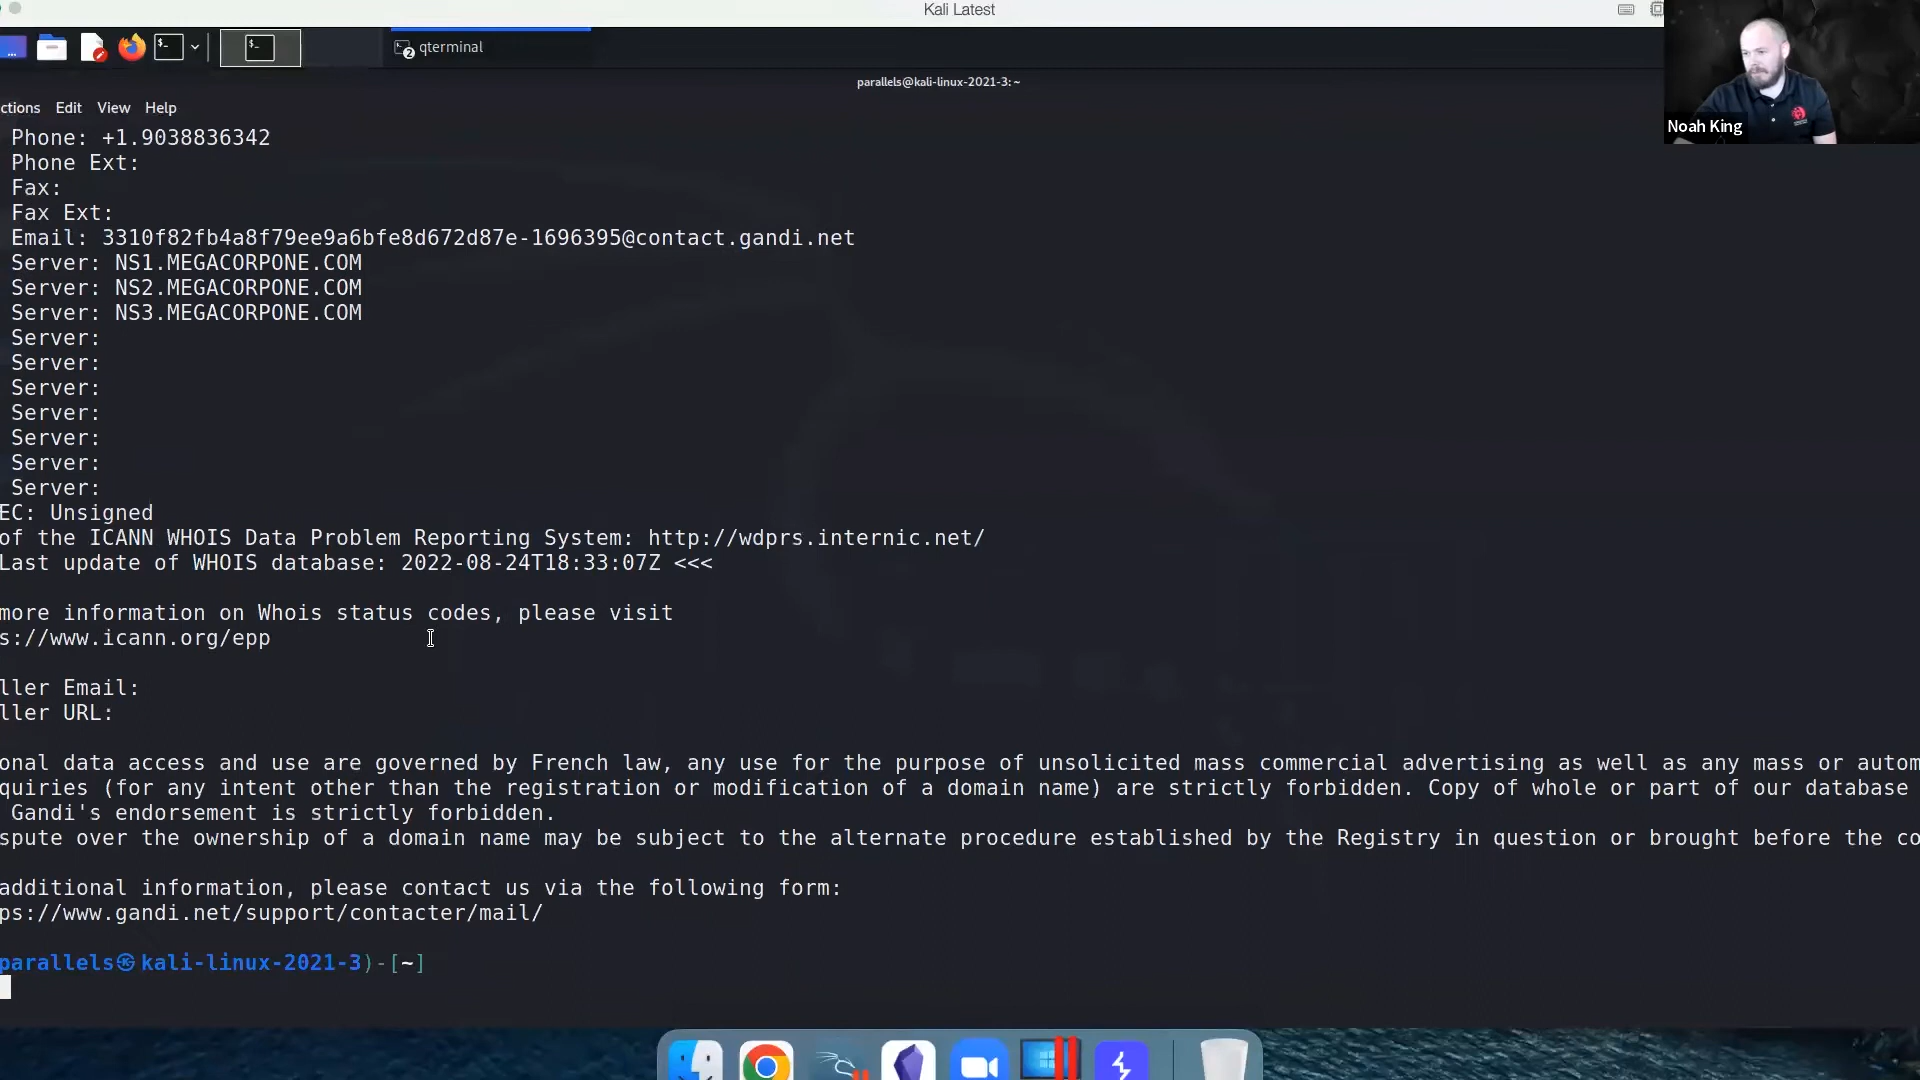 Kali Latest
qterminal
parallels@kali-linux-2021-3: ~
ctions Edit View Help
Noah King
Phone: +1.9038836342
Phone Ext:
Fax:
Fax Ext:
Email: 3310f82fb4a8f79ee9a6bfe8d672d87e-1696395@contact.gandi.net
Server: NS1.MEGACORPONE.COM
Server: NS2.MEGACORPONE.COM
Server: NS3.MEGACORPONE.COM
Server:
Server:
Server:
Server:
Server:
Server:
Server:
EC: Unsigned
of the ICANN WHOIS Data Problem Reporting System: http://wdprs.internic.net/
Last update of WHOIS database: 2022-08-24T18:33:07Z <<<
more information on Whois status codes, please visit
s://www.icann.org/epp
ller Email:
ller URL:
onal data access and use are governed by French law, any use for the purpose of unsolicited mass commercial advertising as well as any mass or autom
quiries (for any intent other than the registration or modification of a domain name) are strictly forbidden. Copy of whole or part of our database
Gandi's endorsement is strictly forbidden.
spute over the ownership of a domain name may be subject to the alternate procedure established by the Registry in question or brought before the co
additional information, please contact us via the following form:
ps://www.gandi.net/support/contacter/mail/
parallels㉿kali-linux-2021-3)-[~]